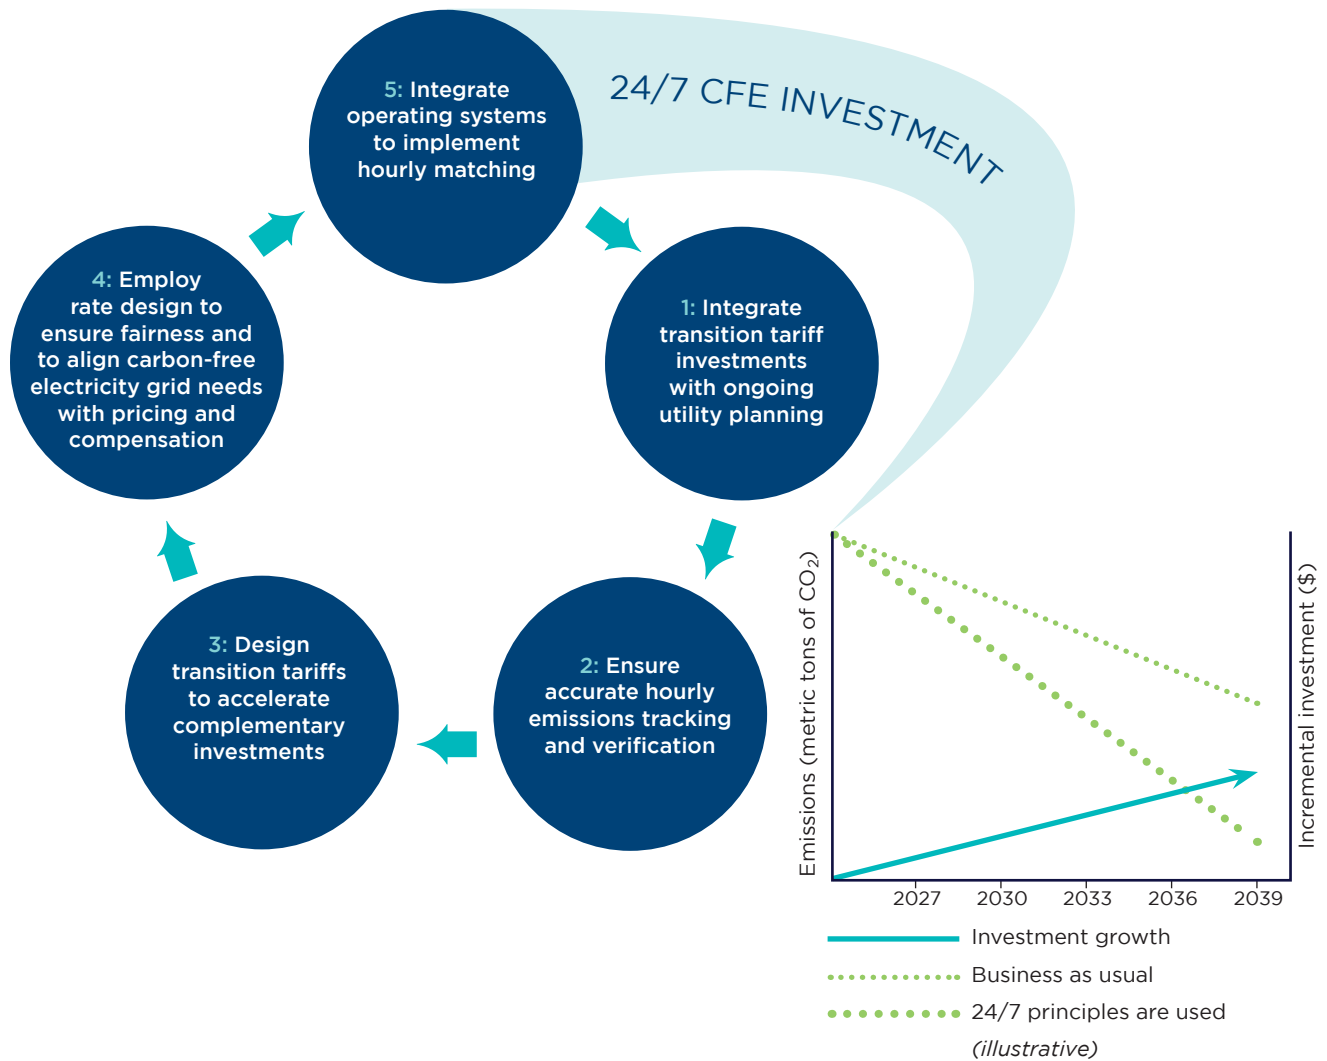 24/7 CFE INVESTMENT
5: Integrate
operating systems
to implement
hourly matching
1: Integrate
transition tariff
investments
with ongoing
utility planning
2: Ensure
accurate hourly
emissions tracking
and verification
3: Design
transition tariffs
to accelerate
complementary
investments
4: Employ
rate design to
ensure fairness and
to align carbon-free
electricity grid needs
with pricing and
compensation
Emissions (metric tons of CO₂)
Incremental investment ($)
2027 2030 2033 2036 2039
Investment growth
Business as usual
24/7 principles are used
(illustrative)